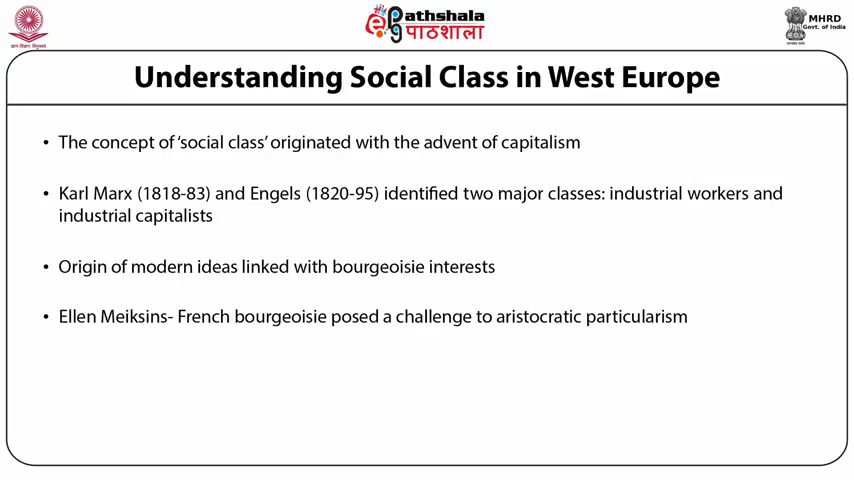 Pathshala
पाठशाला
MHRD
Govt. of India
Understanding Social Class in West Europe
• The concept of ‘social class’ originated with the advent of capitalism
• Karl Marx (1818-83) and Engels (1820-95) identified two major classes: industrial workers and
industrial capitalists
• Origin of modern ideas linked with bourgeoisie interests
• Ellen Meiksins- French bourgeoisie posed a challenge to aristocratic particularism